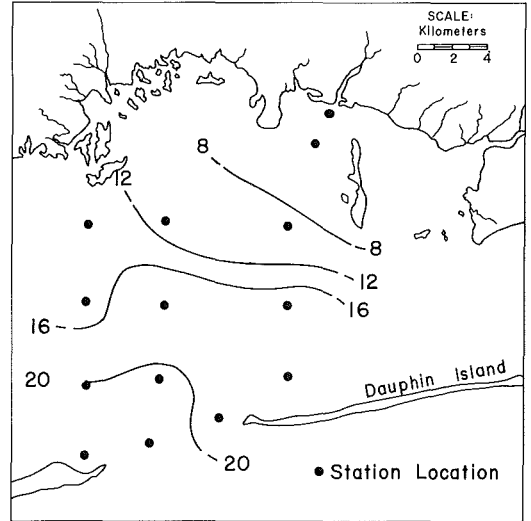 SCALE:
Kilometers
0 2 4
8
12
8
12
16
16
20
Dauphin Island
20
Station Location